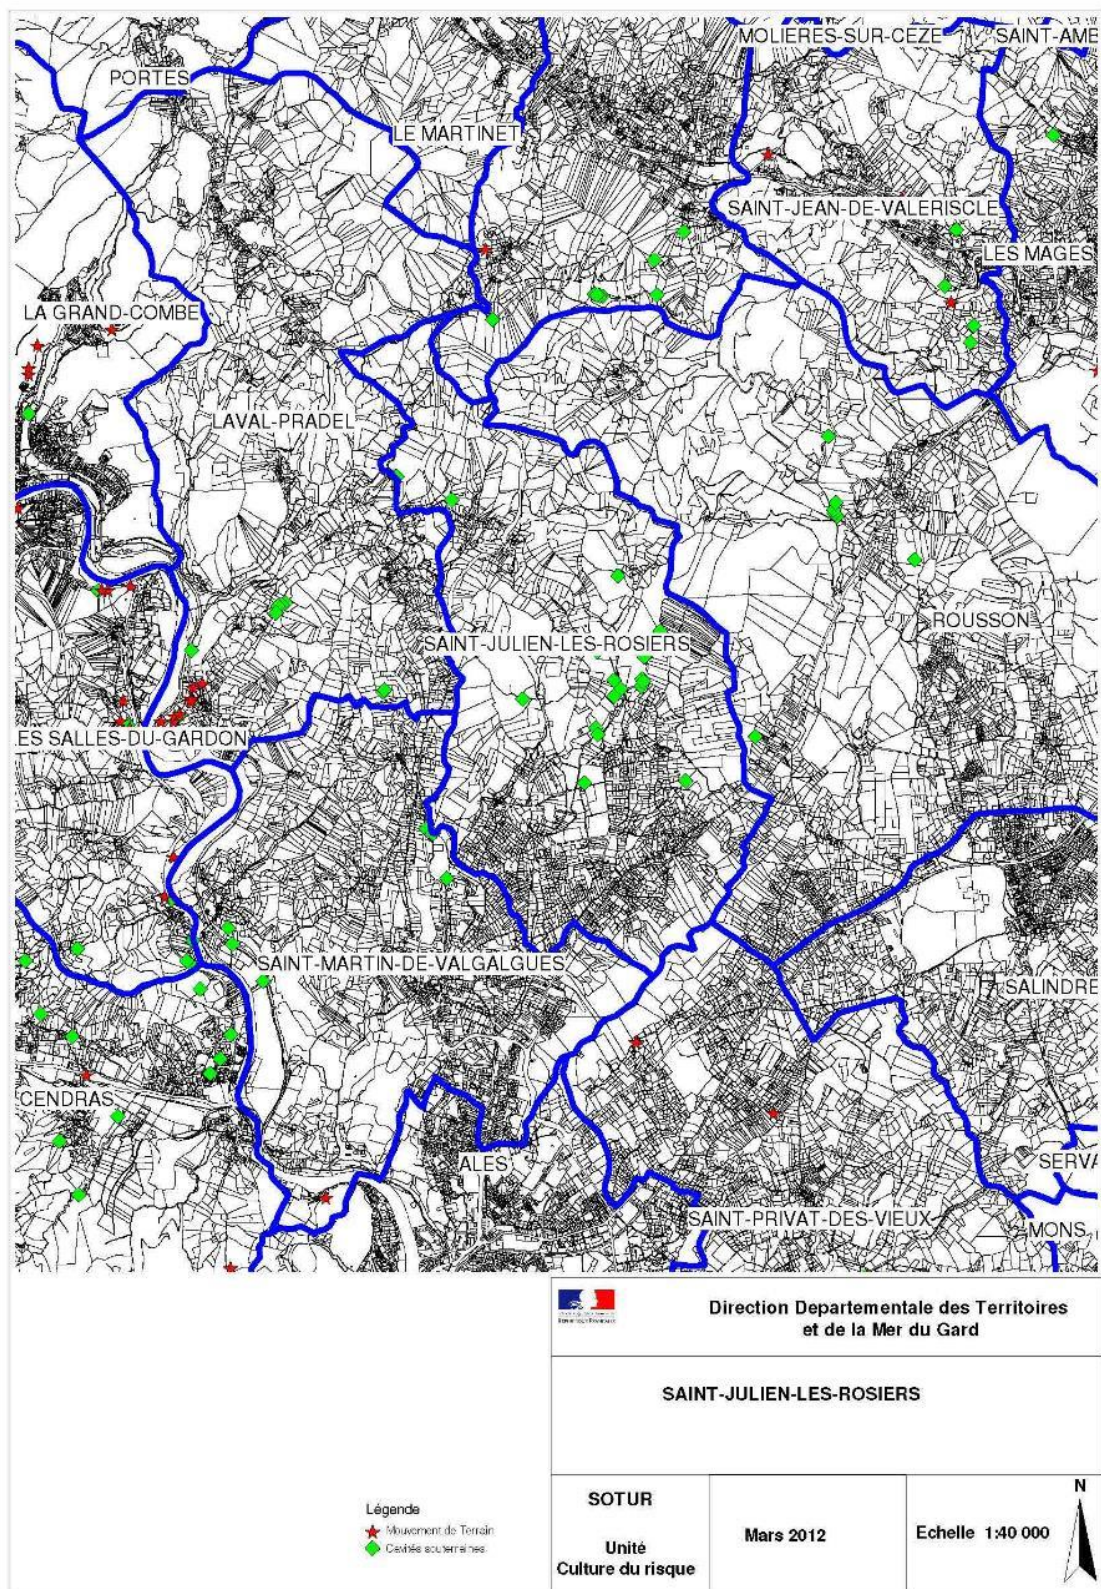 MOLIERES-SUR-CEZE
SAINT-AMB
PORTES
LE MARTINET
SAINT-JEAN-DE-VALERISCLE
LES MAGES
LA GRAND-COMBE
LAVAL-PRADEL
ROUSSON
SAINT-JULIEN-LES-ROSIERS
ES SALLES-DU-GARDON
SAINT-MARTIN-DE-VALGALGUES
SALINDRE
CENDRAS
ALES
SERVA
SAINT-PRIVAT-DES-VIEUX
MONS
Direction Departementale des Territoires
et de la Mer du Gard
SAINT-JULIEN-LES-ROSIERS
Légende
Mouvement de Terrain
Cavités souterraines
SOTUR
Unité
Culture du risque
Mars 2012
Echelle 1:40 000
N